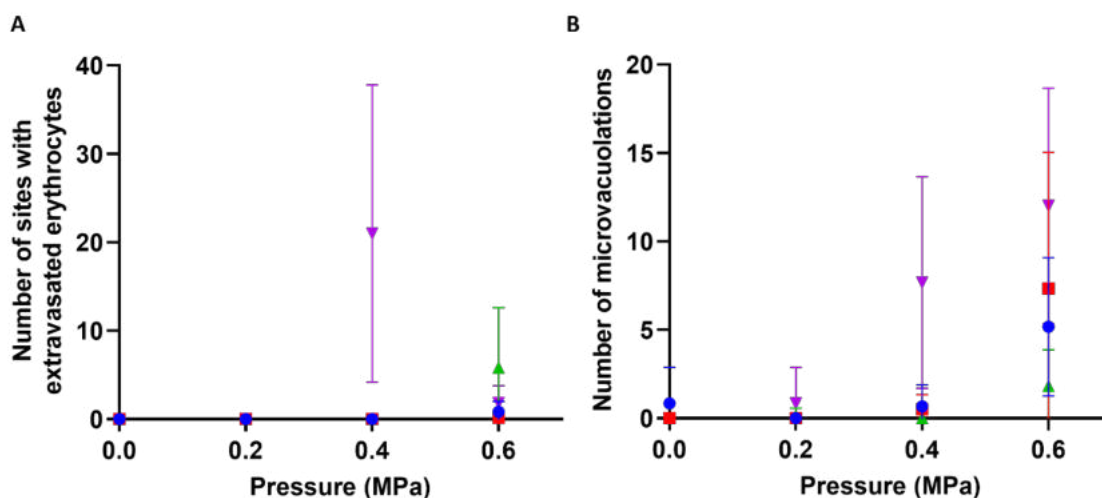 A
Number of sites with
extravasated erythrocytes
40
30
20
10
0
0.0 0.2 0.4 0.6
Pressure (MPa)
B
Number of microvacuolations
20
15
10
5
0
0.0 0.2 0.4 0.6
Pressure (MPa)